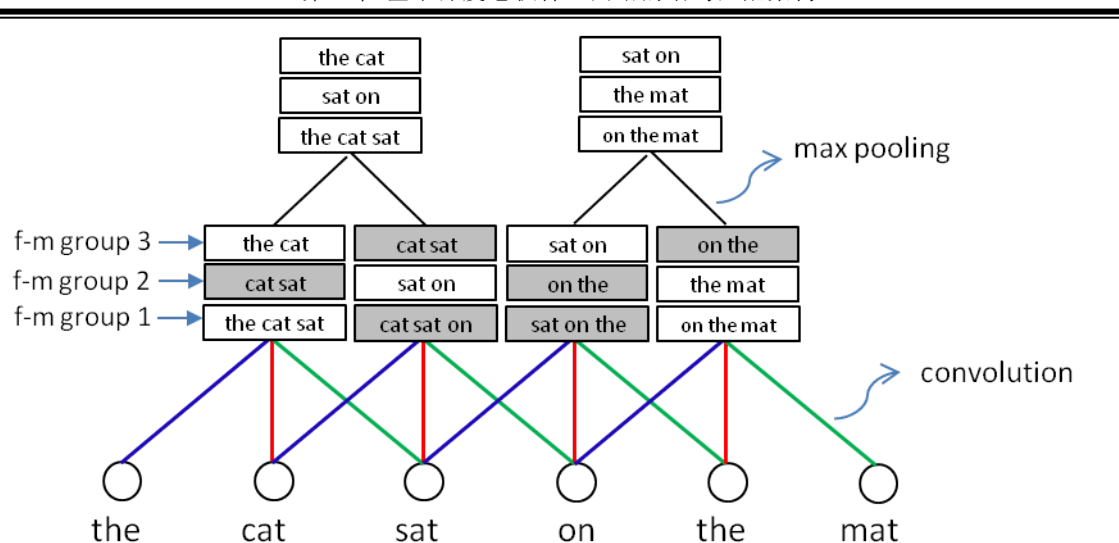 the cat
sat on
sat on
the mat
the cat sat
on the mat
max pooling
f-m group 3
the cat
cat sat
sat on
on the
f-m group 2
cat sat
sat on
on the
the mat
f-m group 1
the cat sat
cat sat on
sat on the
on the mat
convolution
the
cat
sat
on
the
mat